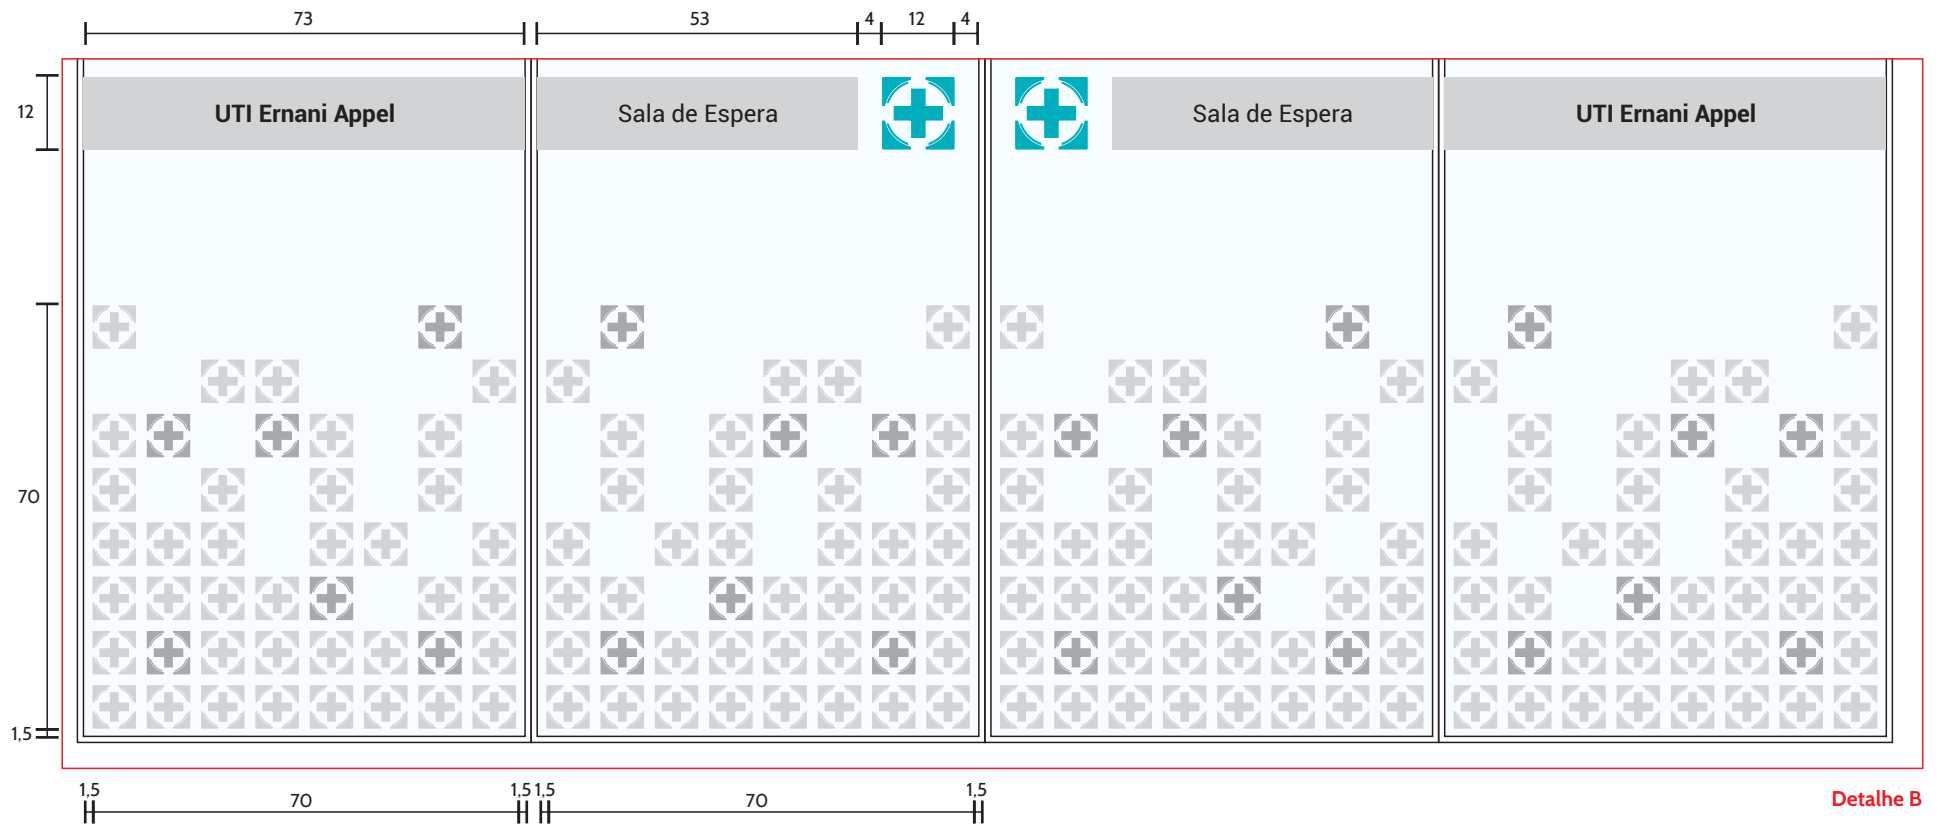 73 53 4 12 4
12 UTI Ernani Appel Sala de Espera Sala de Espera UTI Ernani Appel
70
1,5
1,5 70 1,5 1,5 70 1,5
Detalhe B